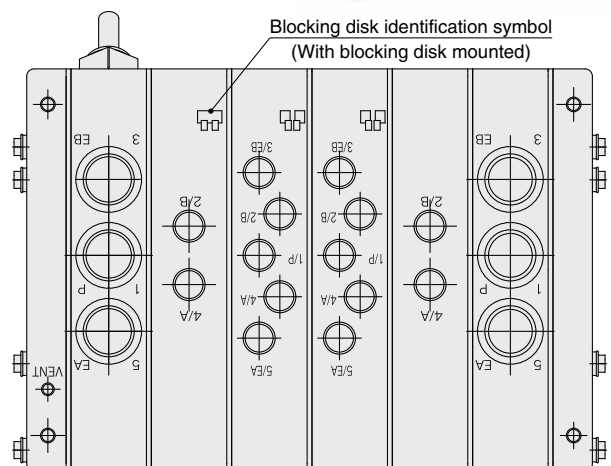 Blocking disk identification symbol
(With blocking disk mounted)
EB 3
3/EB
3/EB
EB 3
2/B
2/B
2/B
2/B
P 1
1/P
1/P
P 1
4/A
4/A
4/A
4/A
EA 5
5/EA
5/EA
EA 5
VENT